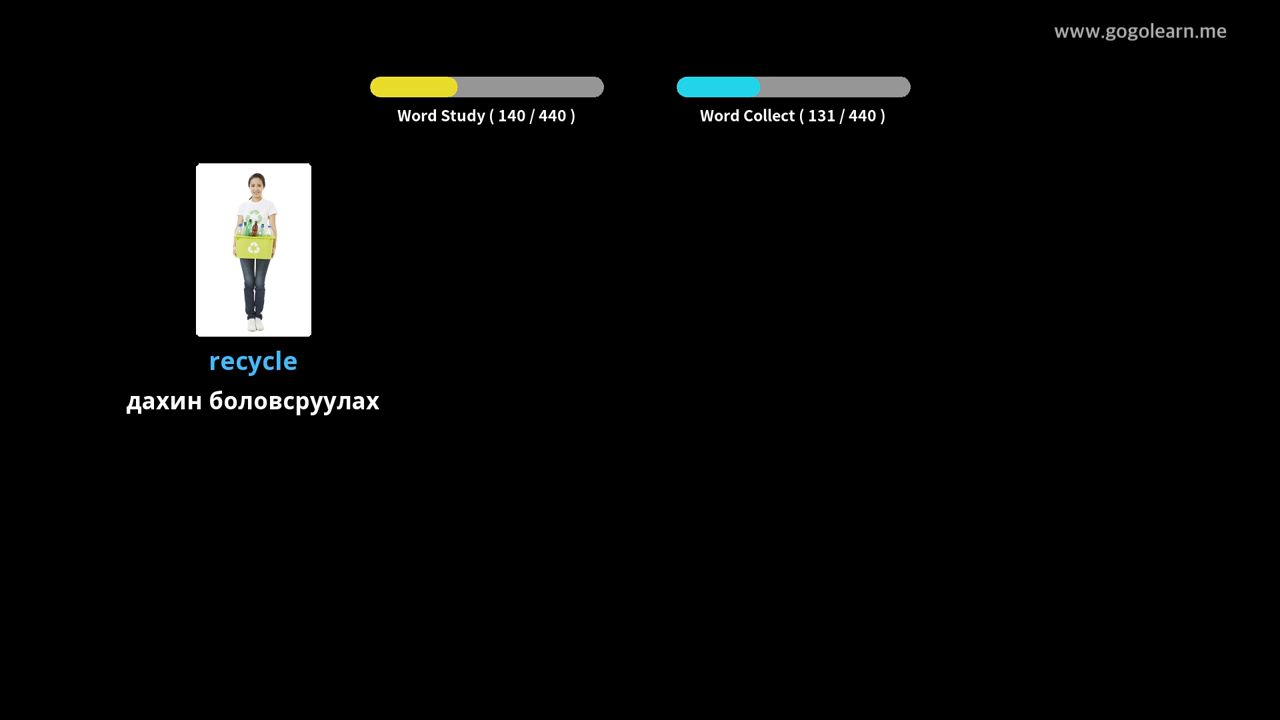 www.gogolearn.me
Word Study ( 140 / 440 )
Word Collect ( 131 / 440 )
recycle
дахин боловсруулах